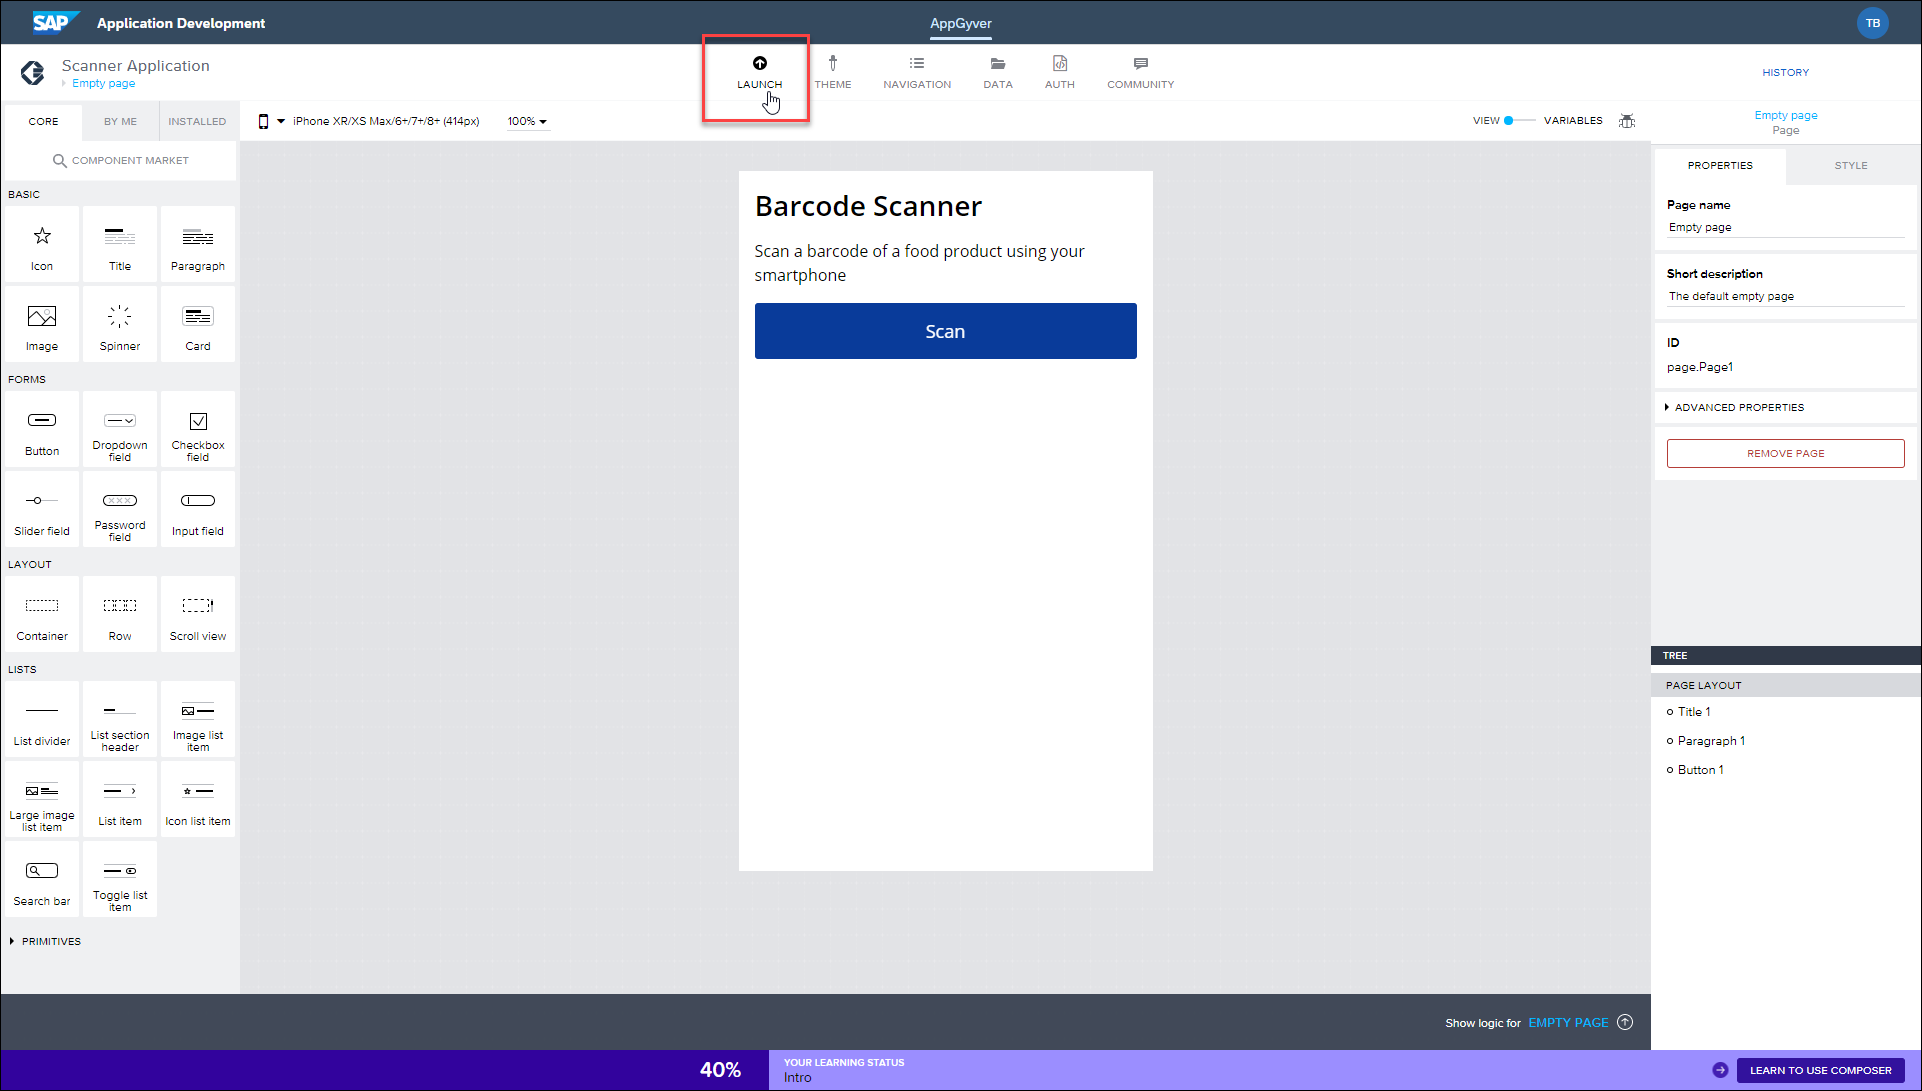 SAP
Application Development
AppGyver
TB
Scanner Application
Empty page
LAUNCH
THEME
NAVIGATION
DATA
AUTH
COMMUNITY
HISTORY
CORE
BY ME
INSTALLED
iPhone XR/XS Max/6+/7+/8+ (414px)
100%
VIEW
VARIABLES
Empty page
Page
COMPONENT MARKET
PROPERTIES
STYLE
BASIC
Icon
Title
Paragraph
Image
Spinner
Card
FORMS
Button
Dropdown
field
Checkbox
field
Slider field
Password
field
Input field
LAYOUT
Container
Row
Scroll view
LISTS
List divider
List section
header
Image list
item
Large image
list item
List item
Icon list item
Search bar
Toggle list
item
PRIMITIVES
Barcode Scanner
Scan a barcode of a food product using your
smartphone
Scan
Page name
Empty page
Short description
The default empty page
ID
page.Page1
ADVANCED PROPERTIES
REMOVE PAGE
TREE
PAGE LAYOUT
Title 1
Paragraph 1
Button 1
Show logic for EMPTY PAGE
40%
YOUR LEARNING STATUS
Intro
LEARN TO USE COMPOSER